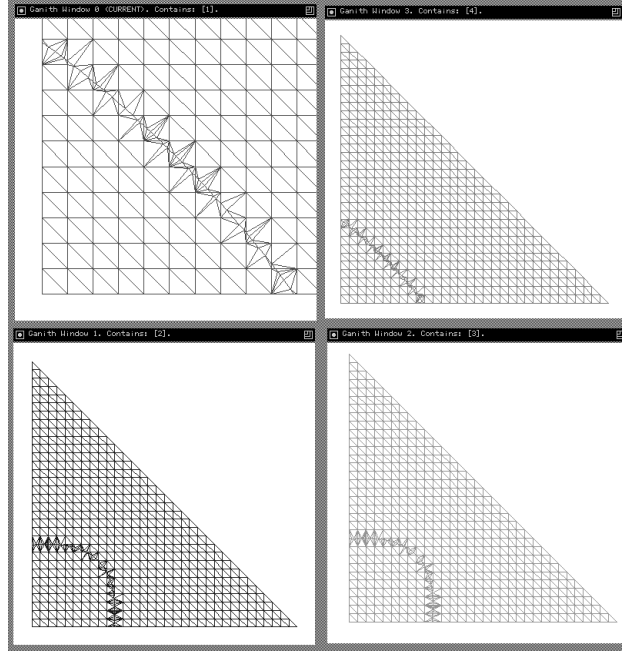 Ganith Window 0 (CURRENT). Contains: [1].
Ganith Window 3. Contains: [4].
Ganith Window 1. Contains: [2].
Ganith Window 2. Contains: [3].